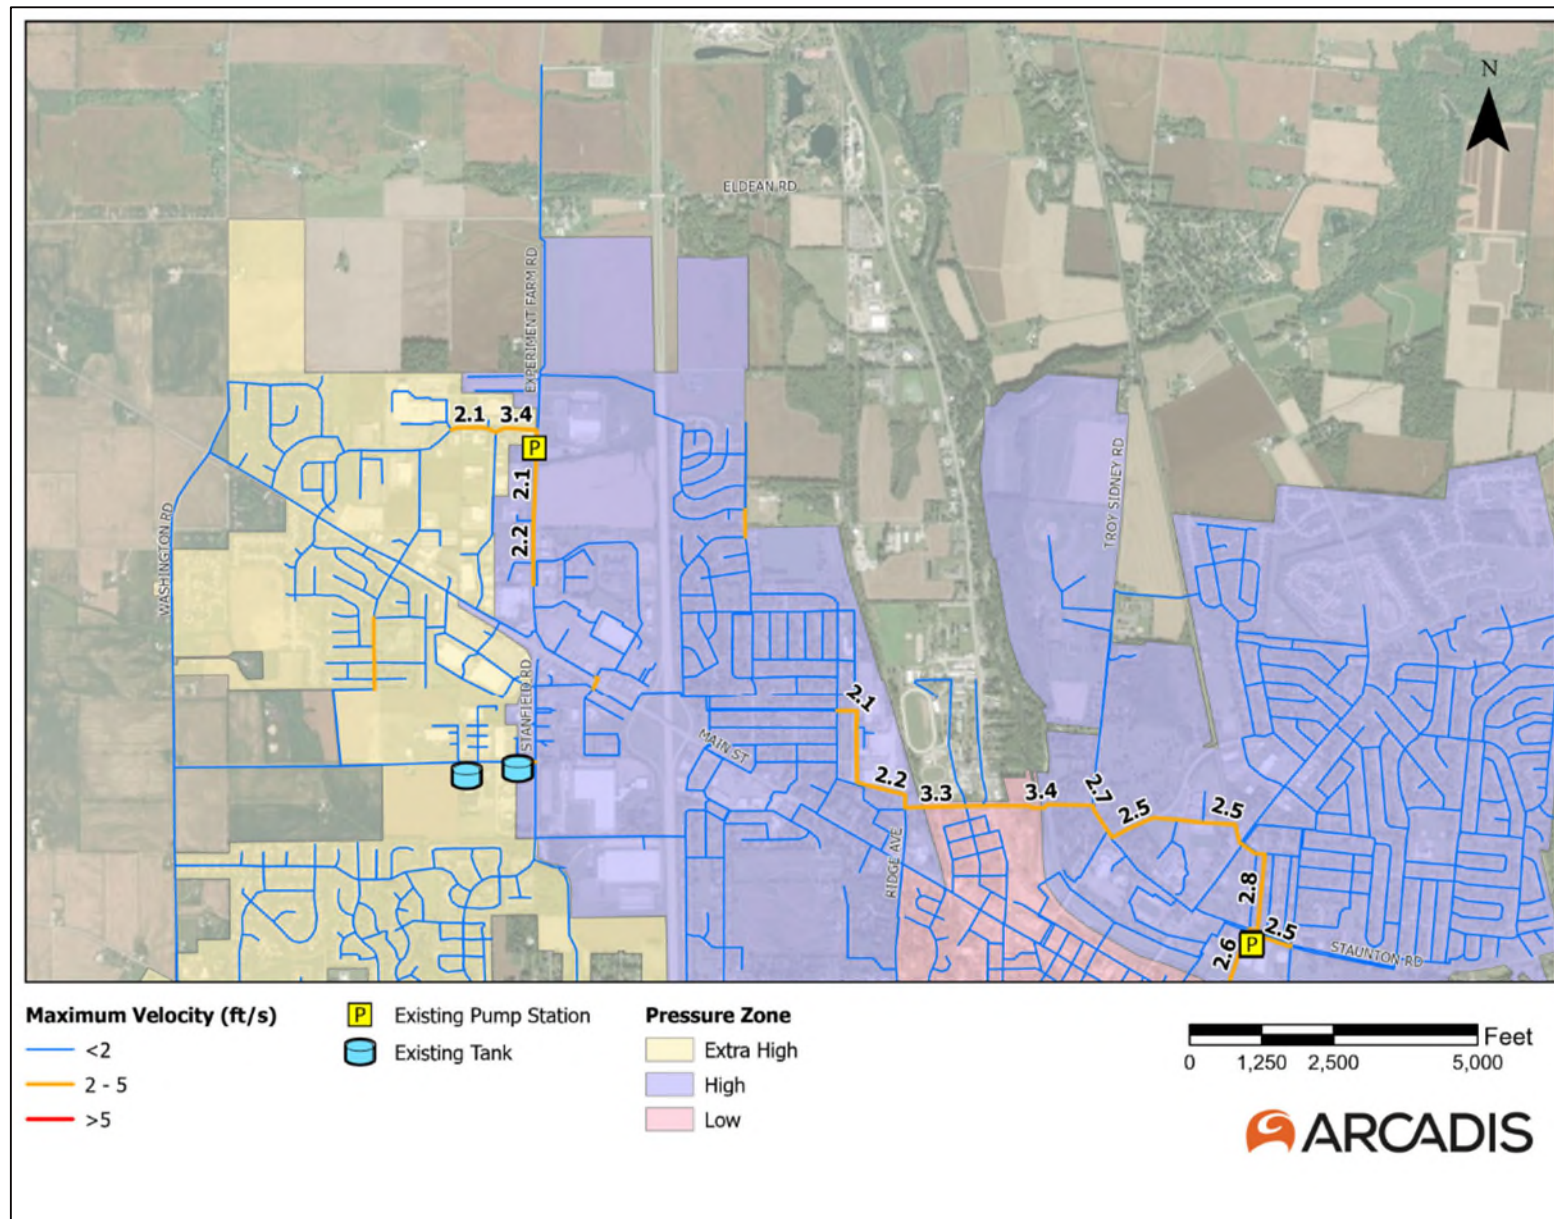 N
ELDEAN RD
EXPERIMENT FARM RD
2.1
3.4
P
2.1
2.2
WASHINGTON RD
TROY SIDNEY RD
STANFIELD RD
2.1
MAIN ST
2.2
3.3
3.4
2.7
2.5
2.5
RIDGE AVE
2.8
2.5
P
2.6
STAUNTON RD
Maximum Velocity (ft/s)
<2
2 - 5
>5
P Existing Pump Station
Existing Tank
Pressure Zone
Extra High
High
Low
Feet
0 1,250 2,500 5,000
ARCADIS